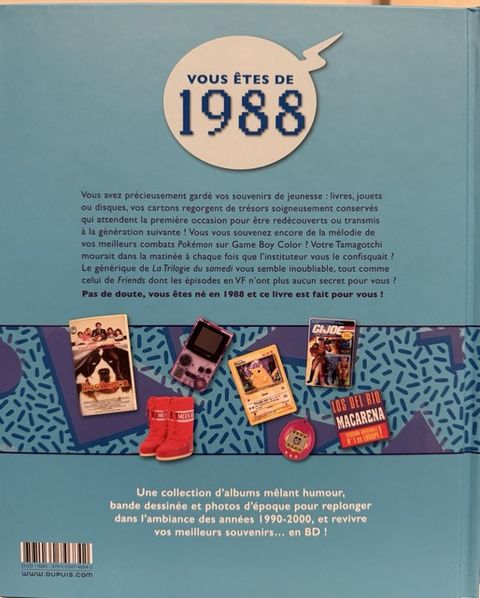 VOUS ÊTES DE
1988
Vous avez précieusement gardé vos souvenirs de jeunesse : livres, jouets
ou disques, vos cartons regorgent de trésors soigneusement conservés
qui attendent la première occasion pour être redécouverts ou transmis
à la génération suivante ! Vous vous souvenez encore de la mélodie de
vos meilleurs combats Pokémon sur Game Boy Color ? Votre Tamagotchi
mourait dans la matinée à chaque fois que l'instituteur vous le confisquait ?
Le générique de La Trilogie du samedi vous semble inoubliable, tout comme
celui de Friends dont les épisodes en VF n'ont plus aucun secret pour vous ?
Pas de doute, vous êtes né en 1988 et ce livre est fait pour vous !
G.I. JOE
LOS DEL RIO
MACARENA
N° 1 en EUROPE !
Une collection d'albums mêlant humour,
bande dessinée et photos d'époque pour replonger
dans l'ambiance des années 1990-2000, et revivre
vos meilleurs souvenirs... en BD !
WWW.DUPUIS.COM